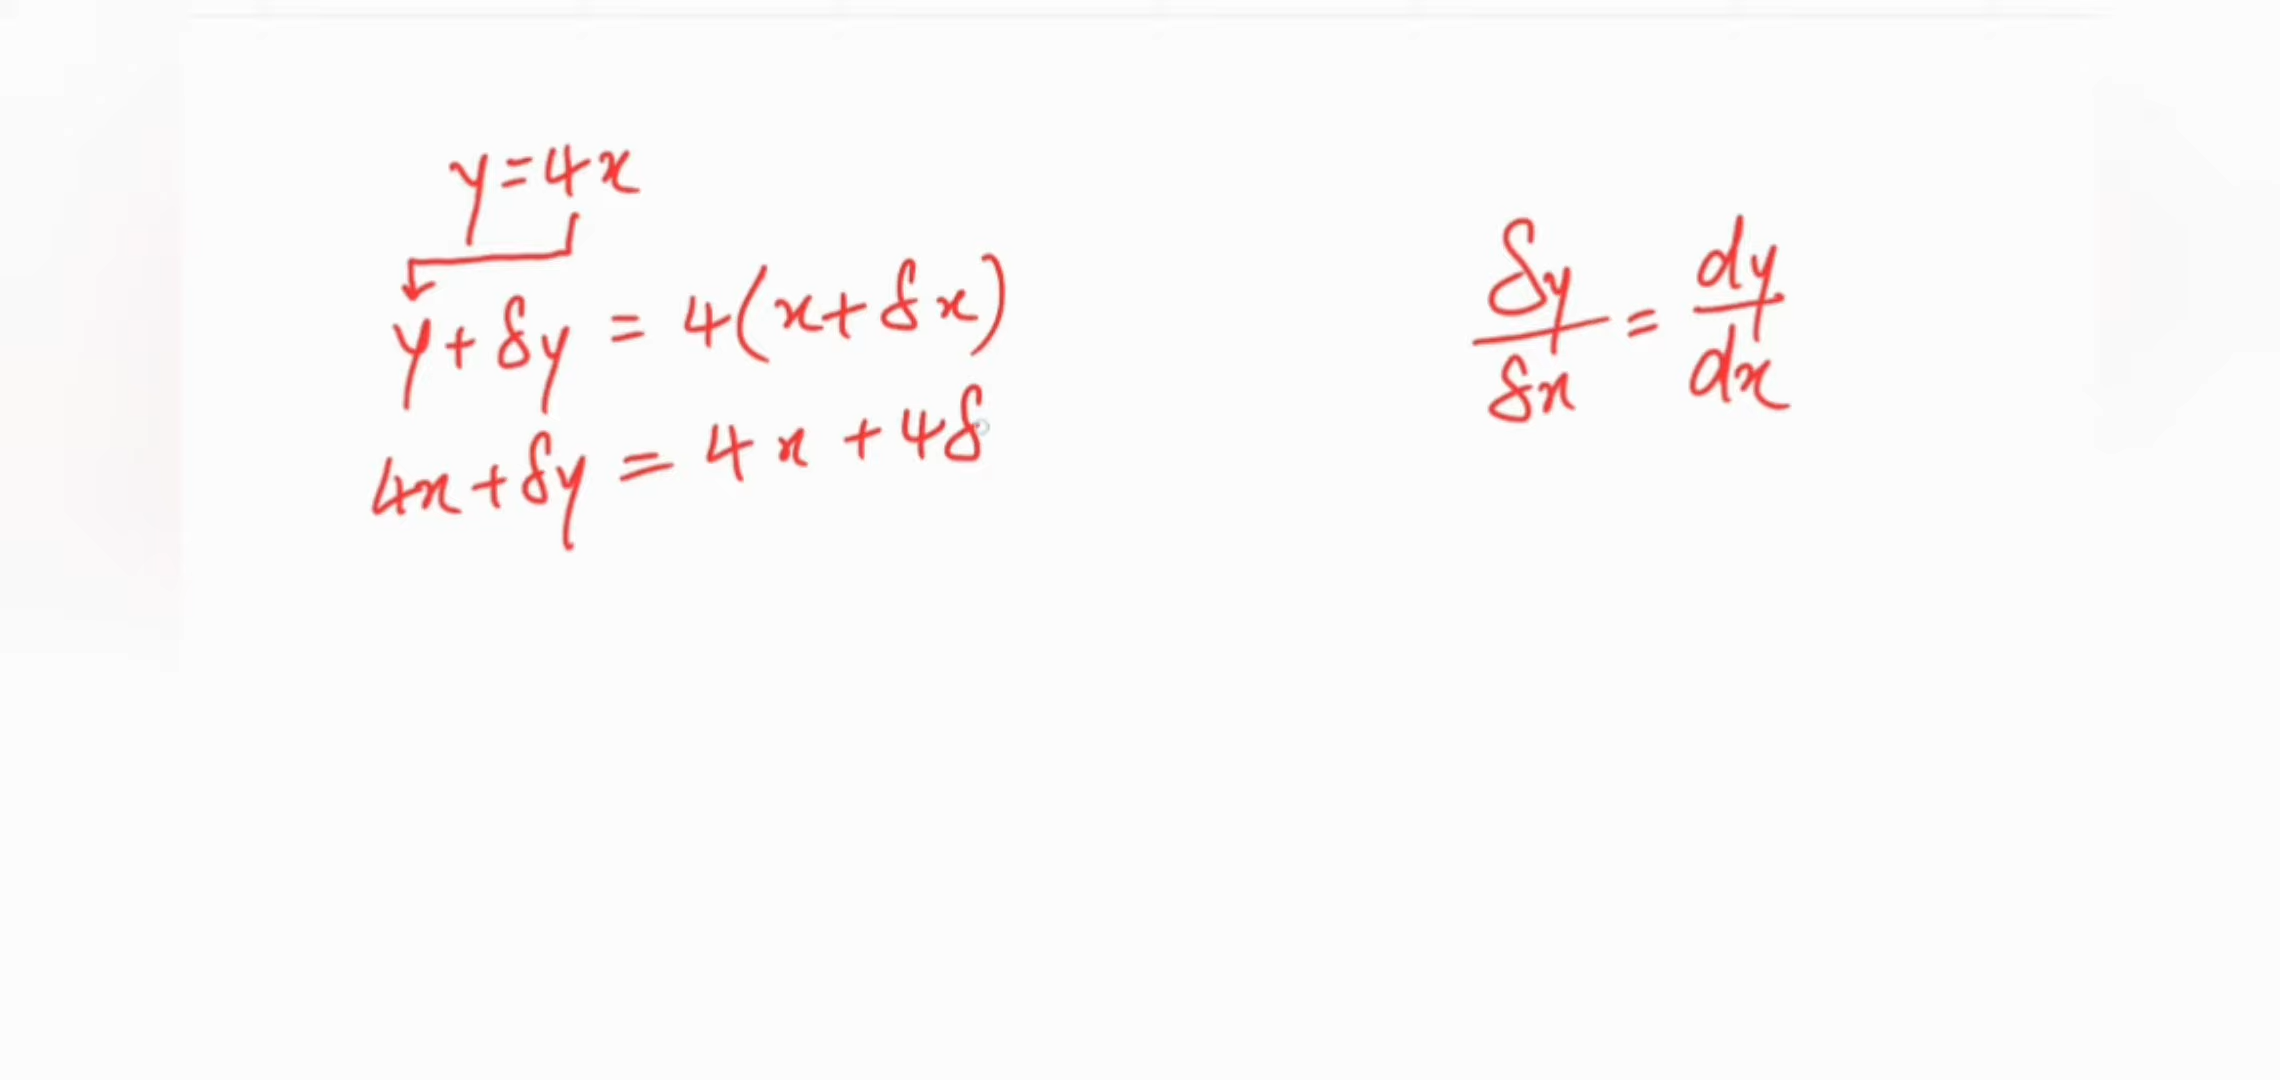 y=4x
y+δy = 4(x+δx)
4x+δy = 4x+4δ
δy/δx = dy/dx